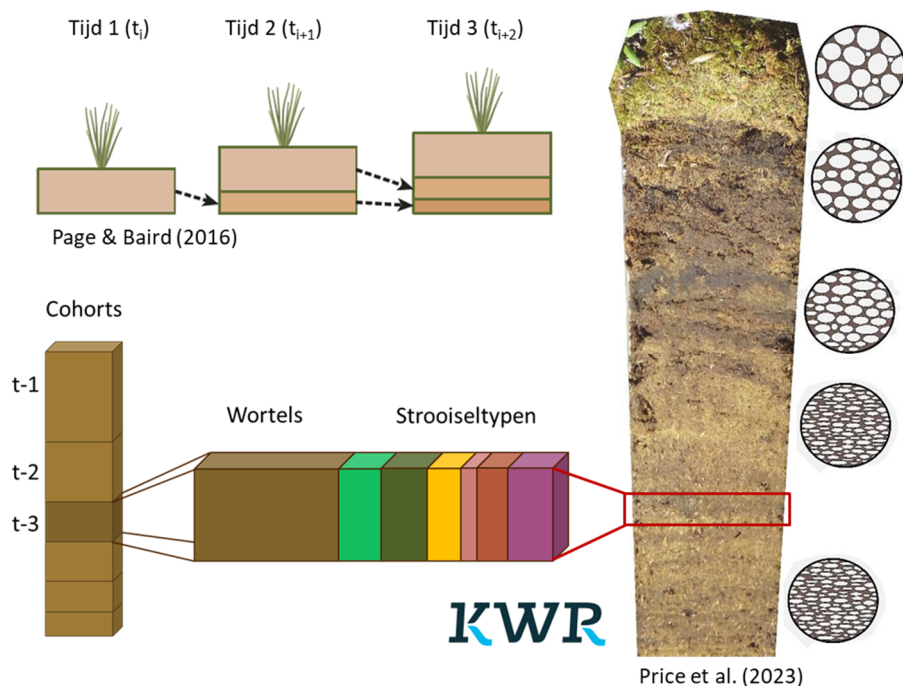 Tijd 1 (tᵢ)
Tijd 2 (tᵢ₊₁)
Tijd 3 (tᵢ₊₂)
Page & Baird (2016)
Cohorts
t-1
t-2
t-3
Wortels
Strooiseltypen
KWR
Price et al. (2023)